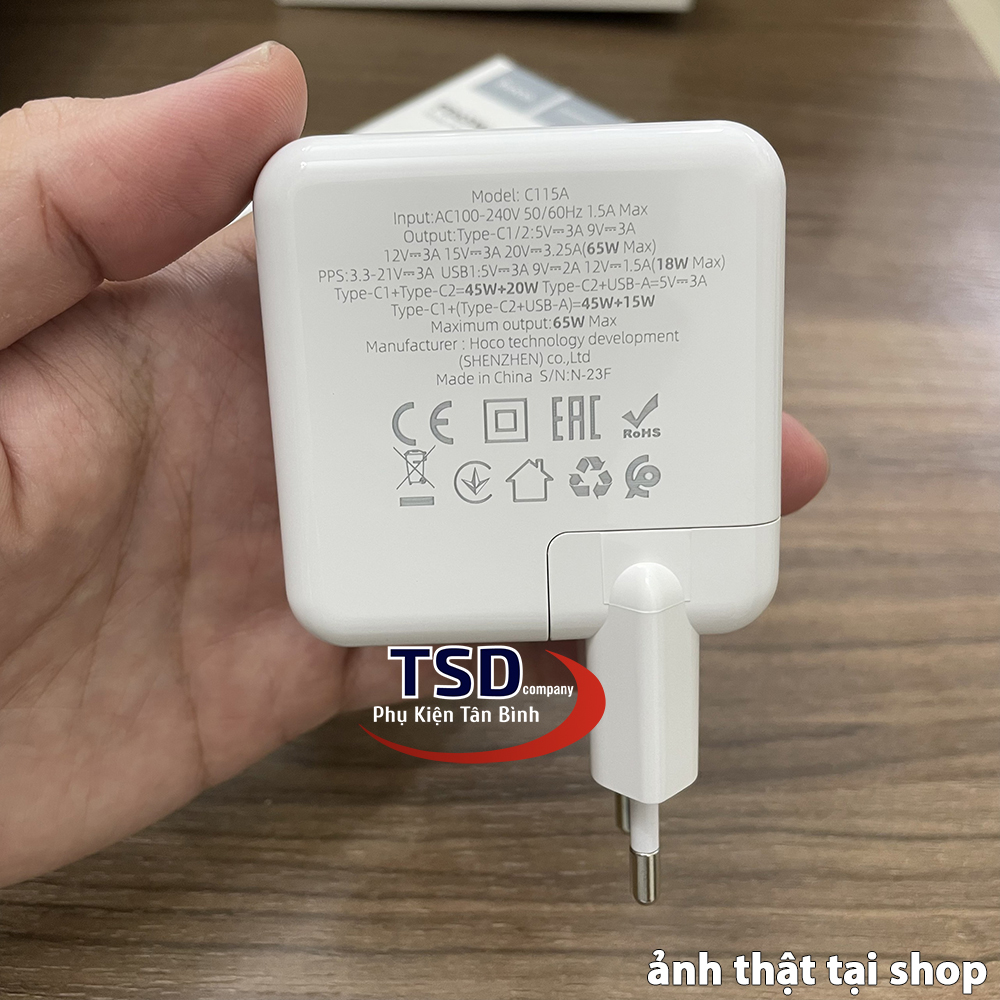 Model: C115A
Input:AC100-240V 50/60Hz 1.5A Max
Output:Type-C1/2:5V⎓3A 9V⎓3A
12V⎓3A 15V⎓3A 20V⎓3.25A(65W Max)
PPS:3.3-21V⎓3A USB1:5V⎓3A 9V⎓2A 12V⎓1.5A(18W Max)
Type-C1+Type-C2=45W+20W Type-C2+USB-A=5V⎓3A
Type-C1+(Type-C2+USB-A)=45W+15W
Maximum output:65W Max
Manufacturer : Hoco technology development
(SHENZHEN) co.,Ltd
Made in China S/N:N-23F
CE EAC RoHS
TSD company
Phụ Kiện Tân Bình
ảnh thật tại shop